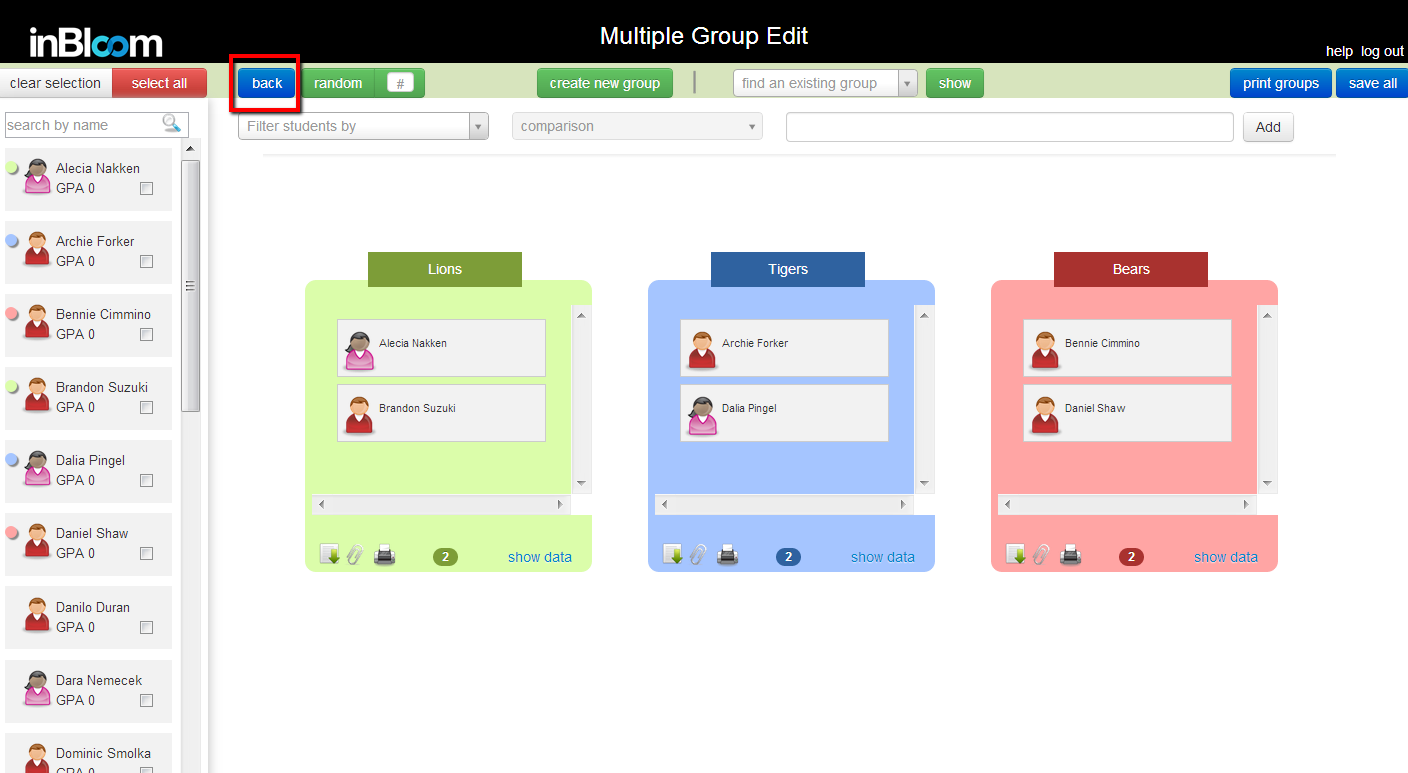 inBloom
Multiple Group Edit
help log out
clear selection
select all
back
random
#
create new group
find an existing group
show
print groups
save all
search by name
Filter students by
comparison
Add
Alecia Nakken
GPA 0
Archie Forker
GPA 0
Bennie Cimmino
GPA 0
Brandon Suzuki
GPA 0
Dalia Pingel
GPA 0
Daniel Shaw
GPA 0
Danilo Duran
GPA 0
Dara Nemecek
GPA 0
Dominic Smolka
GPA 0
Lions
Alecia Nakken
Brandon Suzuki
2
show data
Tigers
Archie Forker
Dalia Pingel
2
show data
Bears
Bennie Cimmino
Daniel Shaw
2
show data